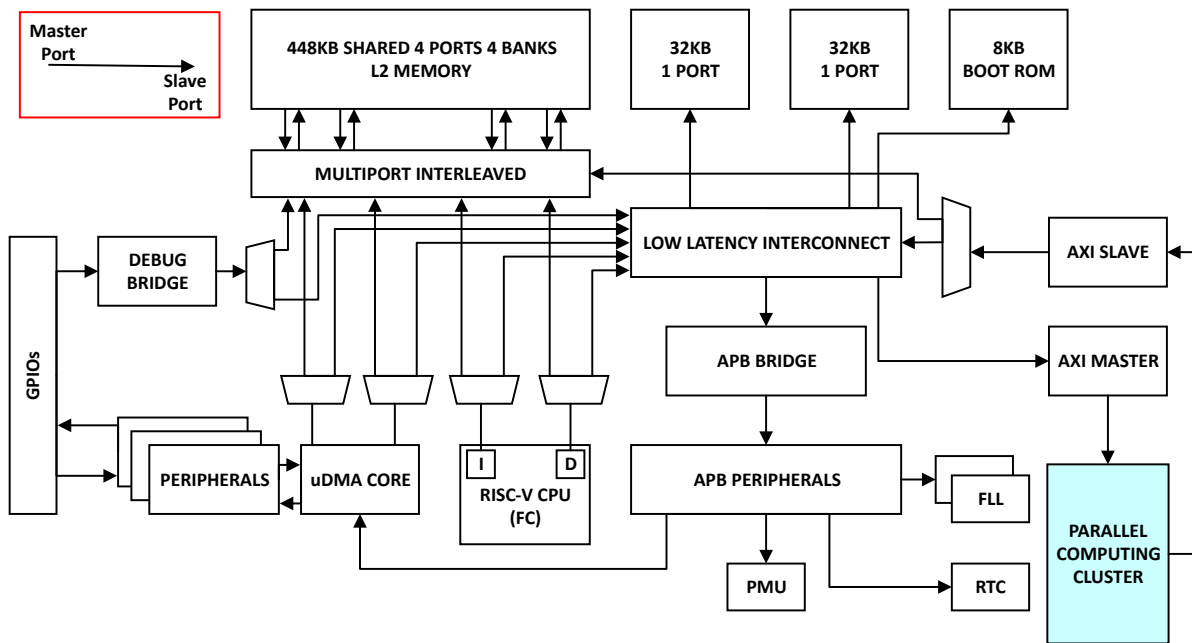 Master
Port
Slave
Port
448KB SHARED 4 PORTS 4 BANKS
L2 MEMORY
32KB
1 PORT
32KB
1 PORT
8KB
BOOT ROM
MULTIPORT INTERLEAVED
LOW LATENCY INTERCONNECT
AXI SLAVE
DEBUG
BRIDGE
GPIOs
APB BRIDGE
AXI MASTER
PERIPHERALS
uDMA CORE
I
D
RISC-V CPU
(FC)
APB PERIPHERALS
FLL
PARALLEL
COMPUTING
CLUSTER
PMU
RTC